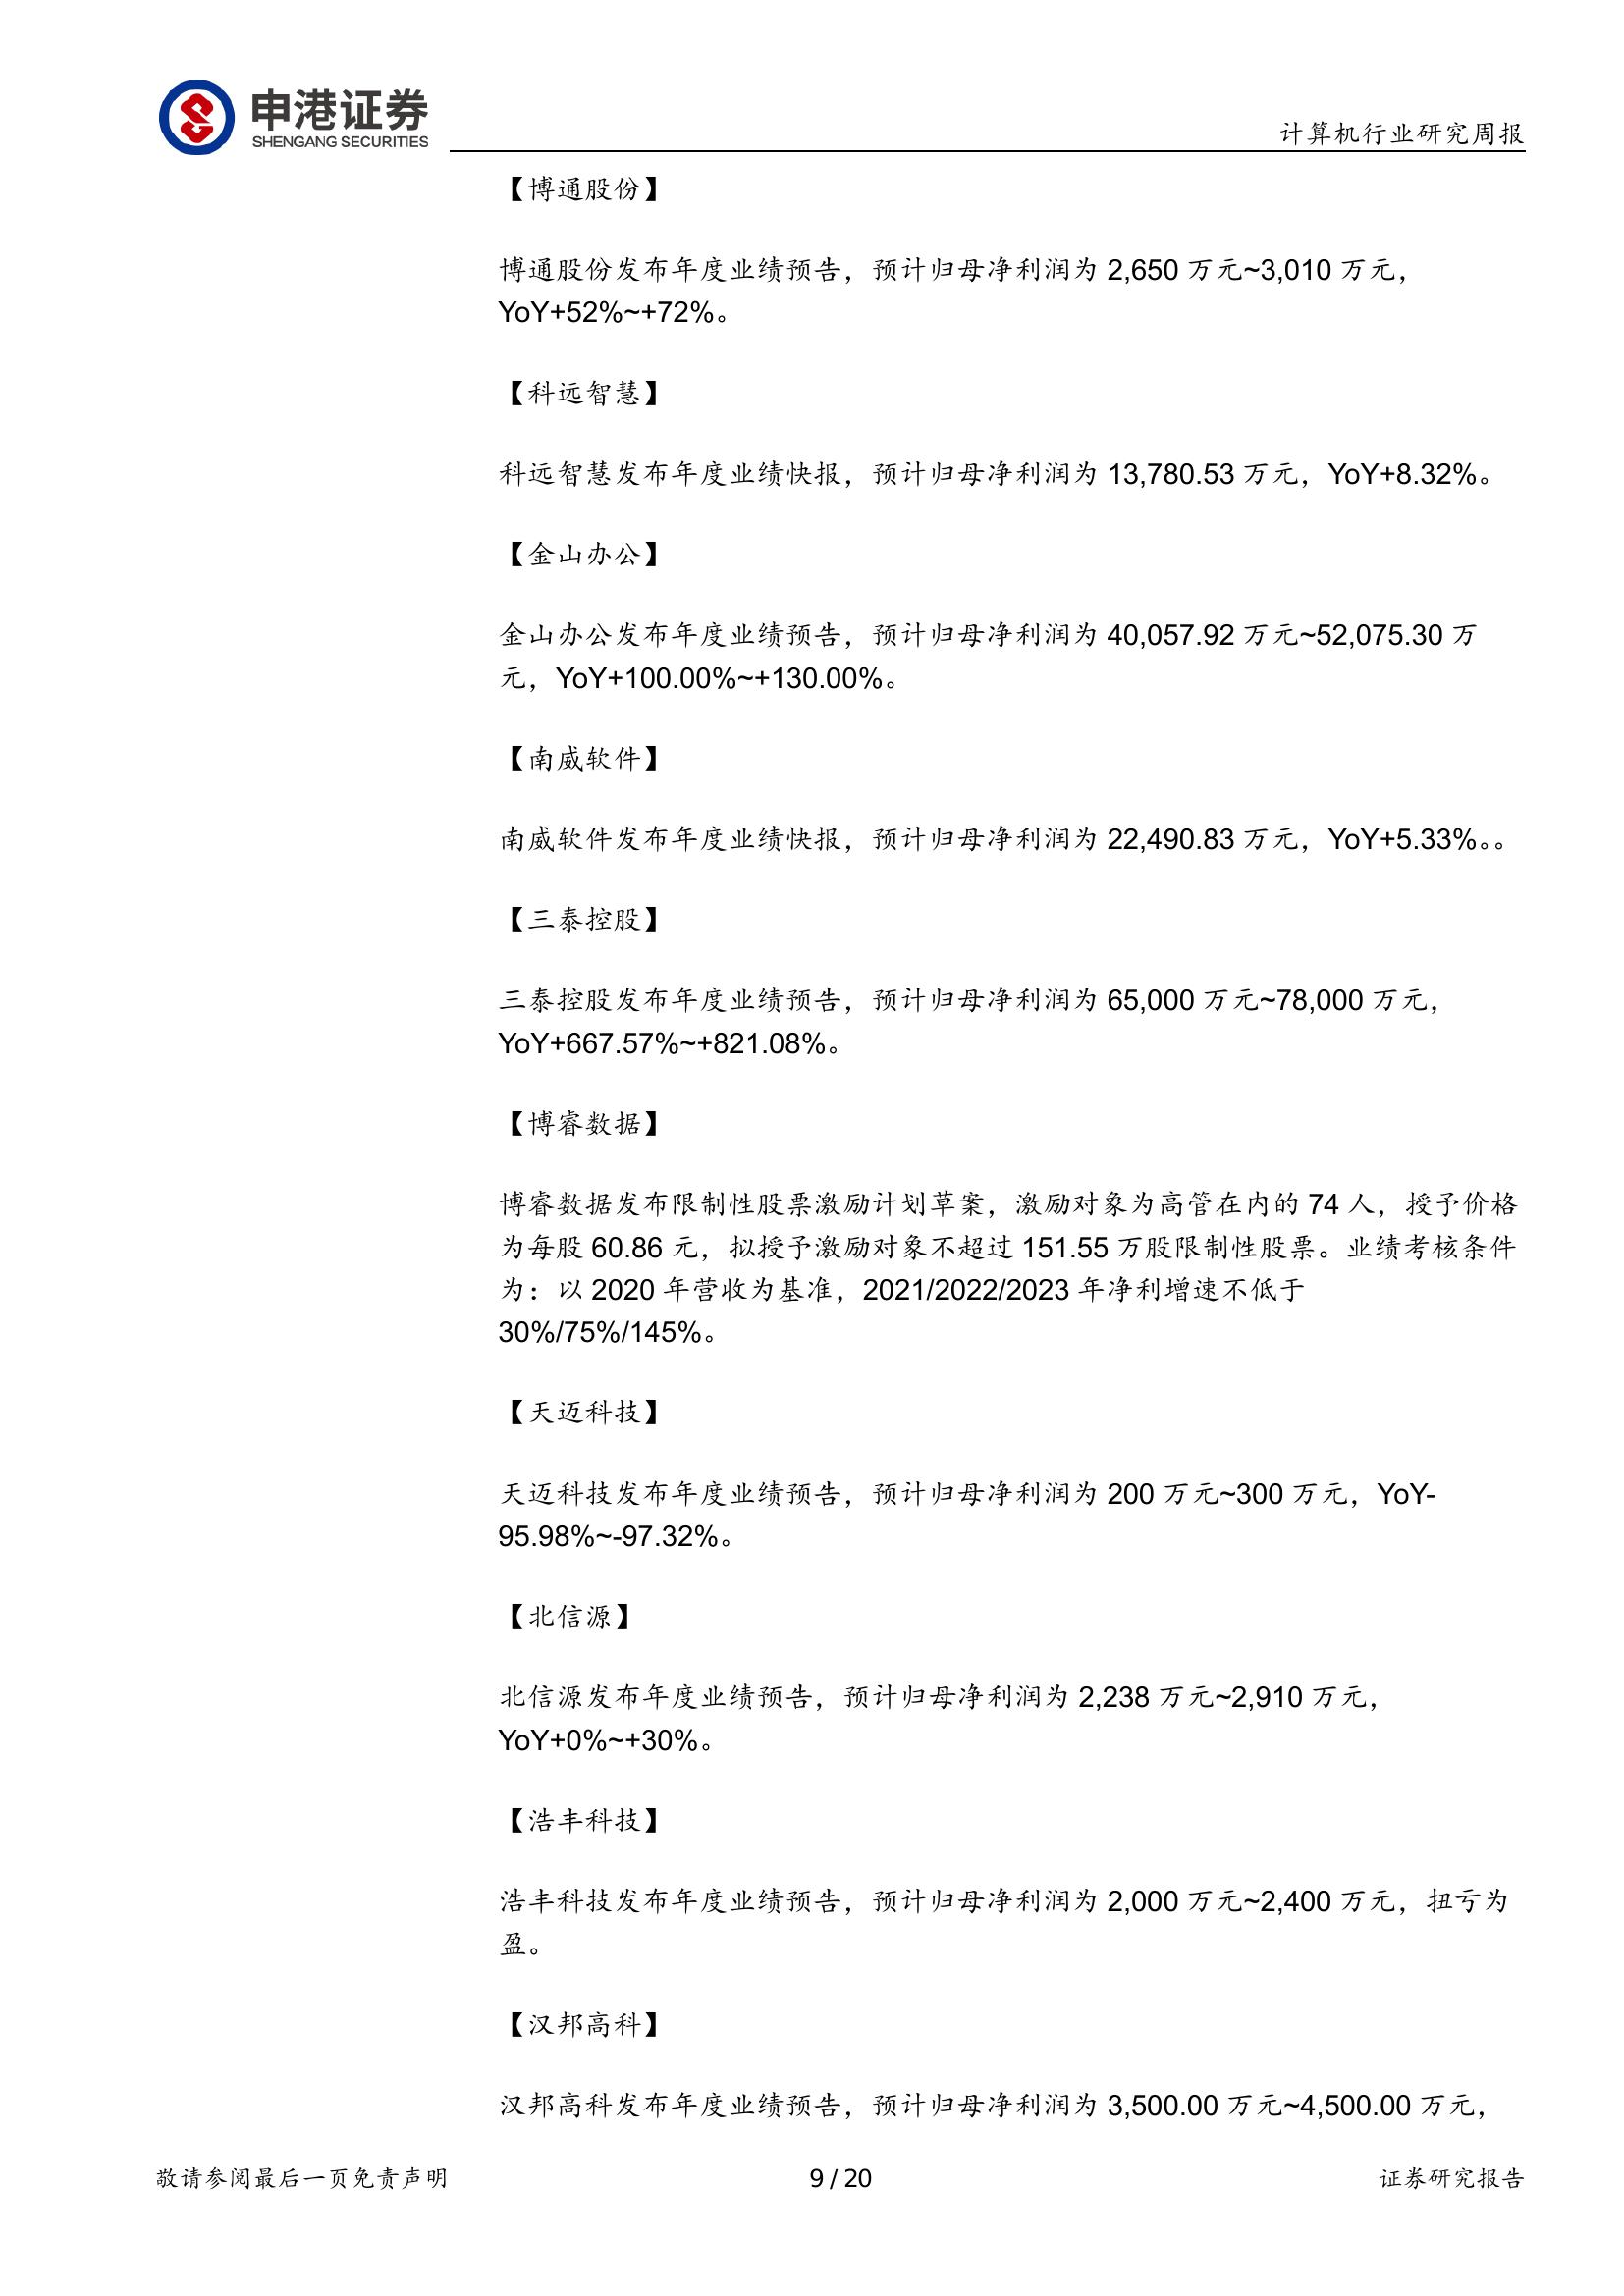 申港证券
SHENGANG SECURITIES
计算机行业研究周报
【博通股份】
博通股份发布年度业绩预告，预计归母净利润为 2,650 万元~3,010 万元，
YoY+52%~+72%。
【科远智慧】
科远智慧发布年度业绩快报，预计归母净利润为 13,780.53 万元，YoY+8.32%。
【金山办公】
金山办公发布年度业绩预告，预计归母净利润为 40,057.92 万元~52,075.30 万
元，YoY+100.00%~+130.00%。
【南威软件】
南威软件发布年度业绩快报，预计归母净利润为 22,490.83 万元，YoY+5.33%。。
【三泰控股】
三泰控股发布年度业绩预告，预计归母净利润为 65,000 万元~78,000 万元，
YoY+667.57%~+821.08%。
【博睿数据】
博睿数据发布限制性股票激励计划草案，激励对象为高管在内的 74 人，授予价格
为每股 60.86 元，拟授予激励对象不超过 151.55 万股限制性股票。业绩考核条件
为：以 2020 年营收为基准，2021/2022/2023 年净利增速不低于
30%/75%/145%。
【天迈科技】
天迈科技发布年度业绩预告，预计归母净利润为 200 万元~300 万元，YoY-
95.98%~-97.32%。
【北信源】
北信源发布年度业绩预告，预计归母净利润为 2,238 万元~2,910 万元，
YoY+0%~+30%。
【浩丰科技】
浩丰科技发布年度业绩预告，预计归母净利润为 2,000 万元~2,400 万元，扭亏为
盈。
【汉邦高科】
汉邦高科发布年度业绩预告，预计归母净利润为 3,500.00 万元~4,500.00 万元，
敬请参阅最后一页免责声明
9 / 20
证券研究报告